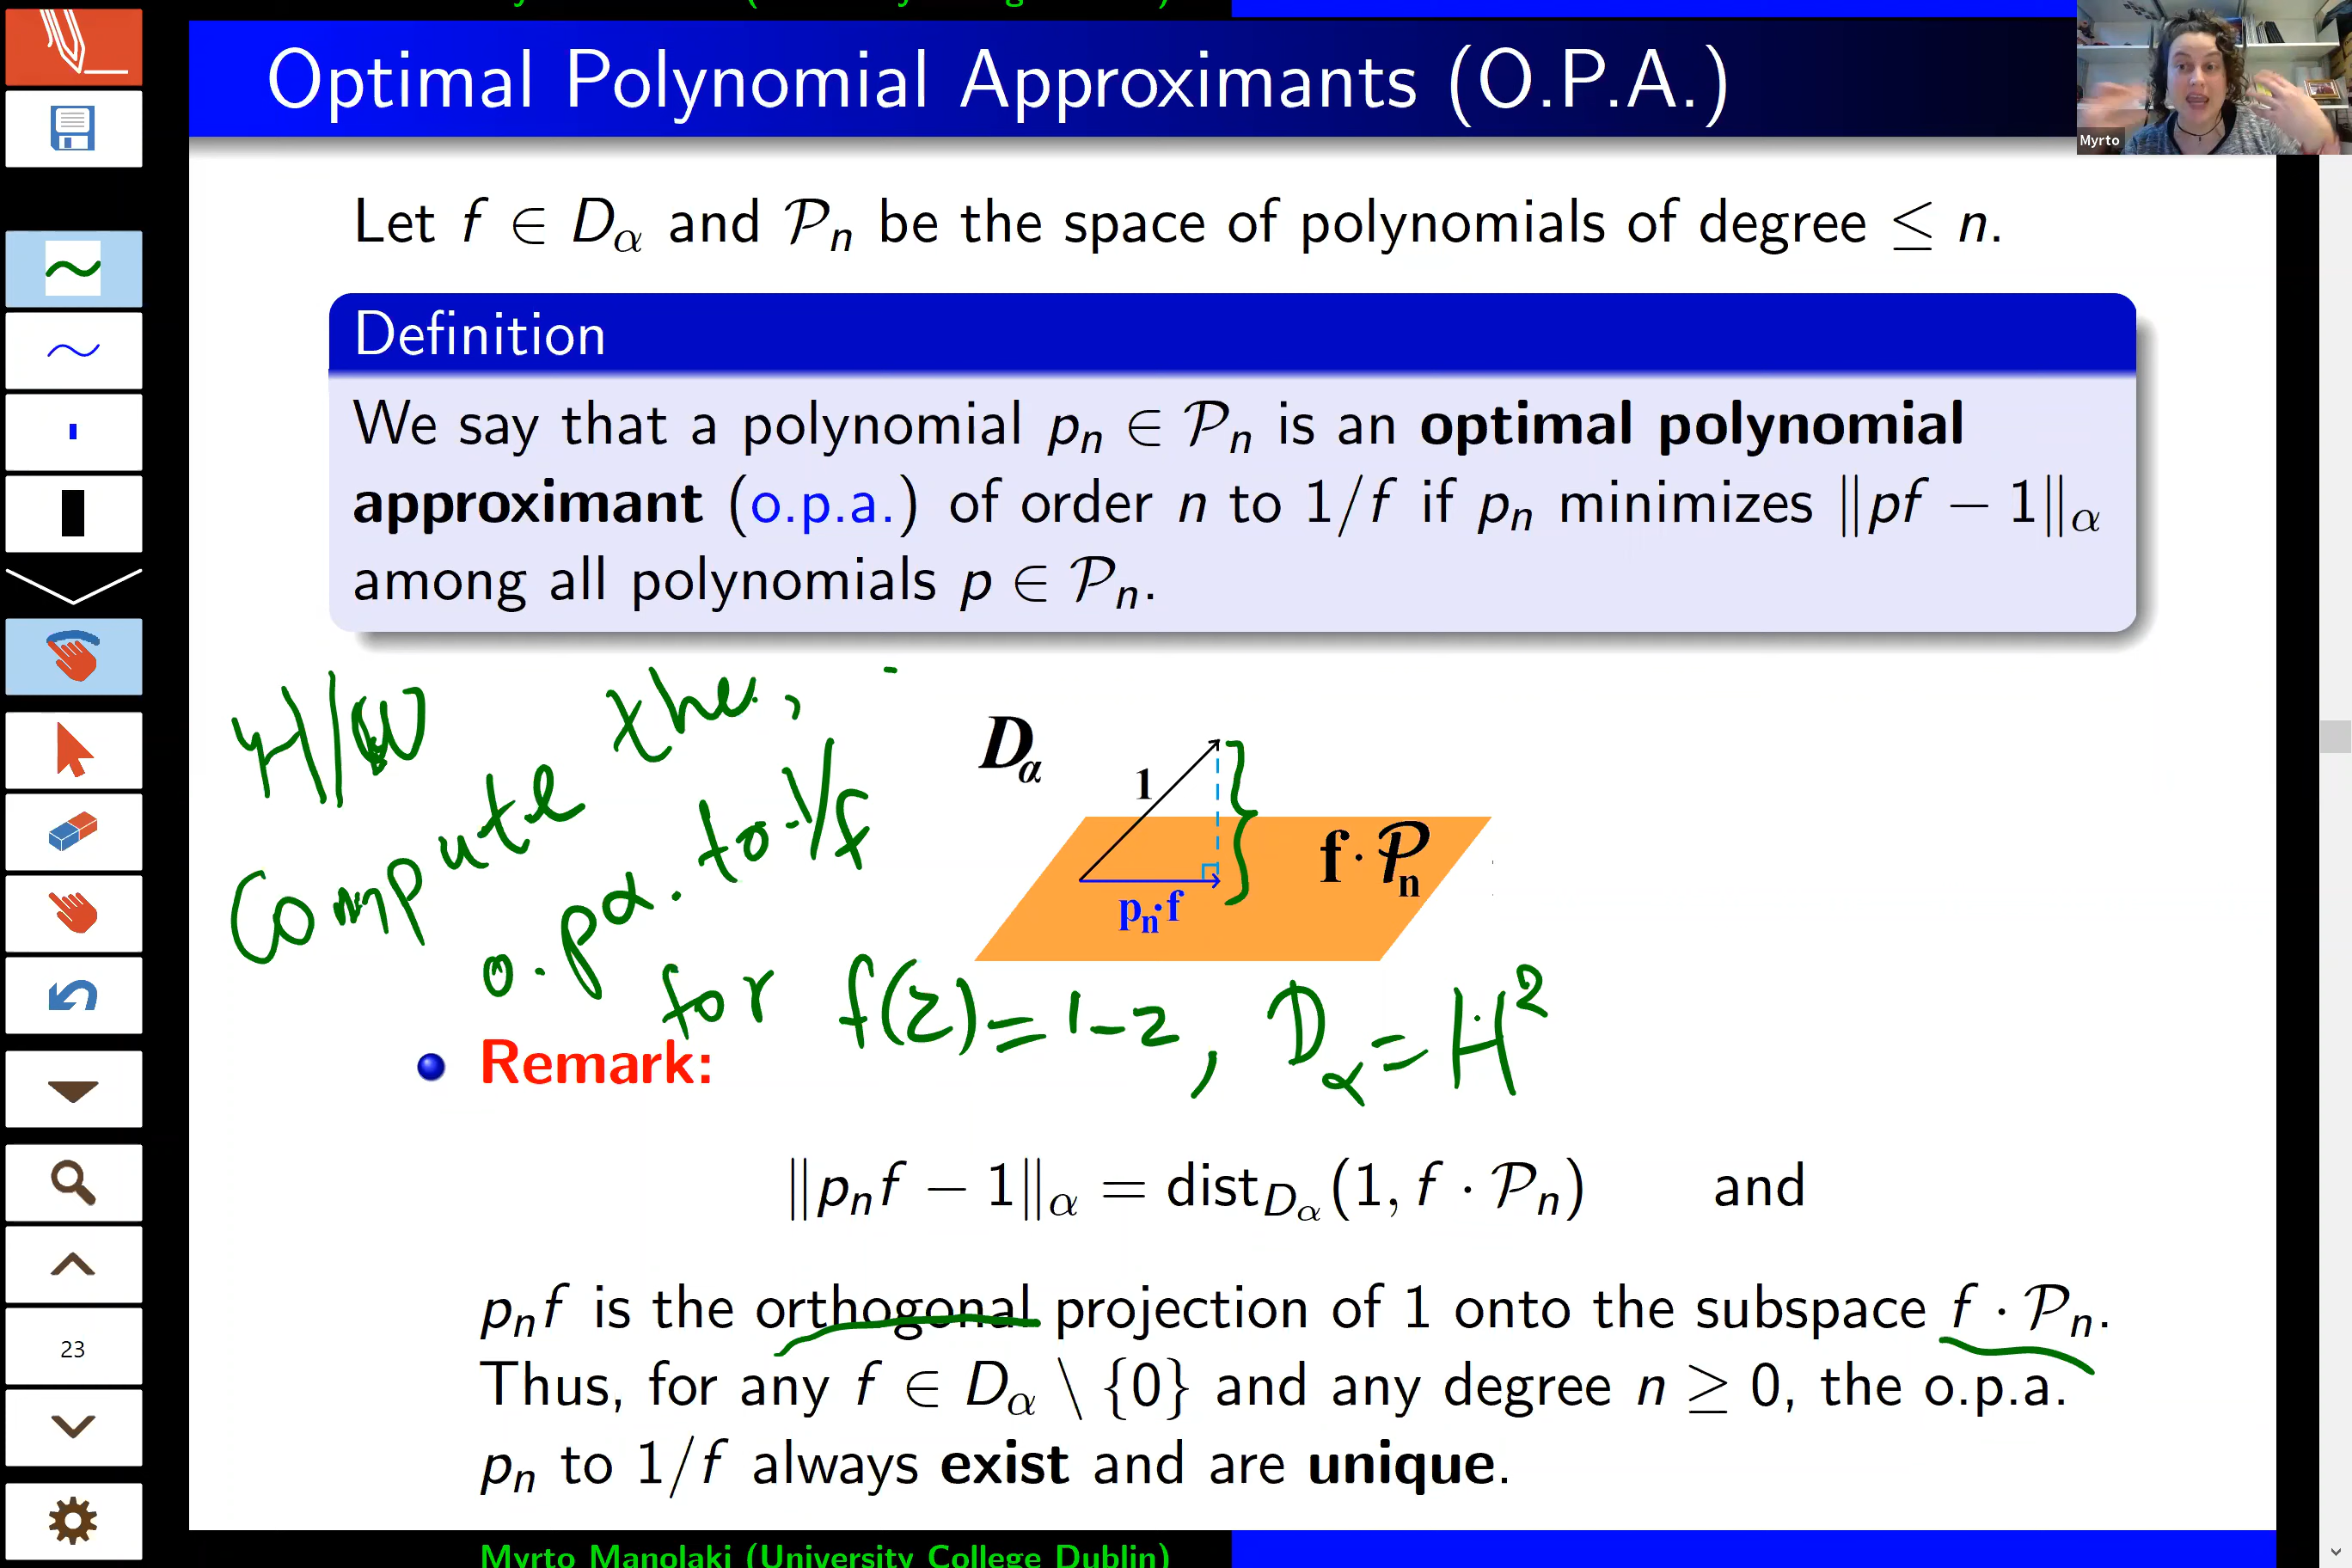 Optimal Polynomial Approximants (O.P.A.)
Myrto
Let f ∈ D_α and 𝒫_n be the space of polynomials of degree ≤ n.
Definition
We say that a polynomial p_n ∈ 𝒫_n is an optimal polynomial
approximant (o.p.a.) of order n to 1/f if p_n minimizes ‖pf − 1‖_α
among all polynomials p ∈ 𝒫_n.
H/W
Compute the
o.p.a. to 1/f
for f(z)=1-z, D_α=H²
D_α
1
f·𝒫_n
p_n·f
Remark:
‖p_n f − 1‖_α = dist_{D_α}(1, f · 𝒫_n) and
p_n f is the orthogonal projection of 1 onto the subspace f · 𝒫_n.
Thus, for any f ∈ D_α \ {0} and any degree n ≥ 0, the o.p.a.
p_n to 1/f always exist and are unique.
23
Myrto Manolaki (University College Dublin)